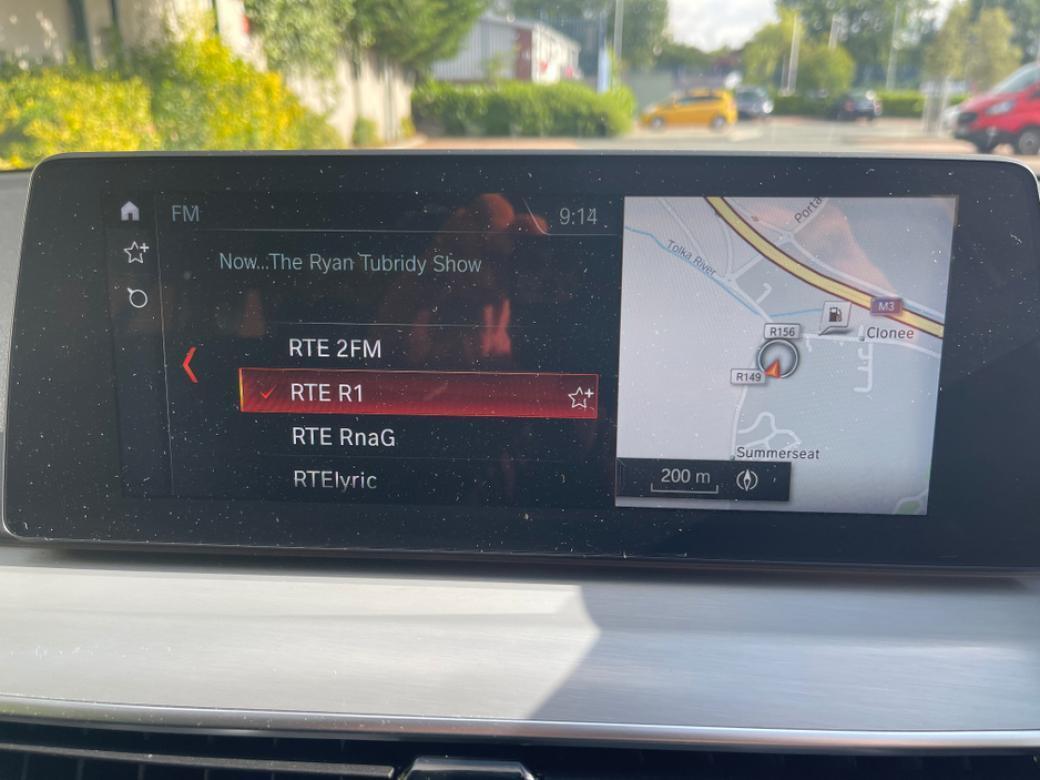 FM
9:14
Now...The Ryan Tubridy Show
RTE 2FM
RTE R1
RTE RnaG
RTElyric
Porta
Tolka River
M3
R156
Clonee
R149
Summerseat
200 m